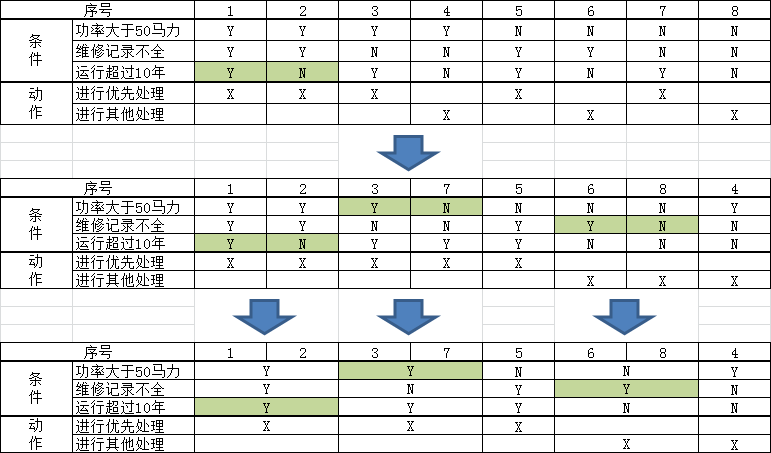 序号 1 2 3 4 5 6 7 8
条件 功率大于50马力 Y Y Y Y N N N N
维修记录不全 Y Y N N Y Y N N
运行超过10年 Y N Y N Y N Y N
动作 进行优先处理 X X X X X
进行其他处理 X X X
序号 1 2 3 7 5 6 8 4
条件 功率大于50马力 Y Y Y N N N N Y
维修记录不全 Y Y N N Y Y N N
运行超过10年 Y N Y Y Y N N N
动作 进行优先处理 X X X X X
进行其他处理 X X X
序号 1 2 3 7 5 6 8 4
条件 功率大于50马力 Y Y N N Y
维修记录不全 Y N Y Y N
运行超过10年 Y Y Y N N
动作 进行优先处理 X X X
进行其他处理 X X